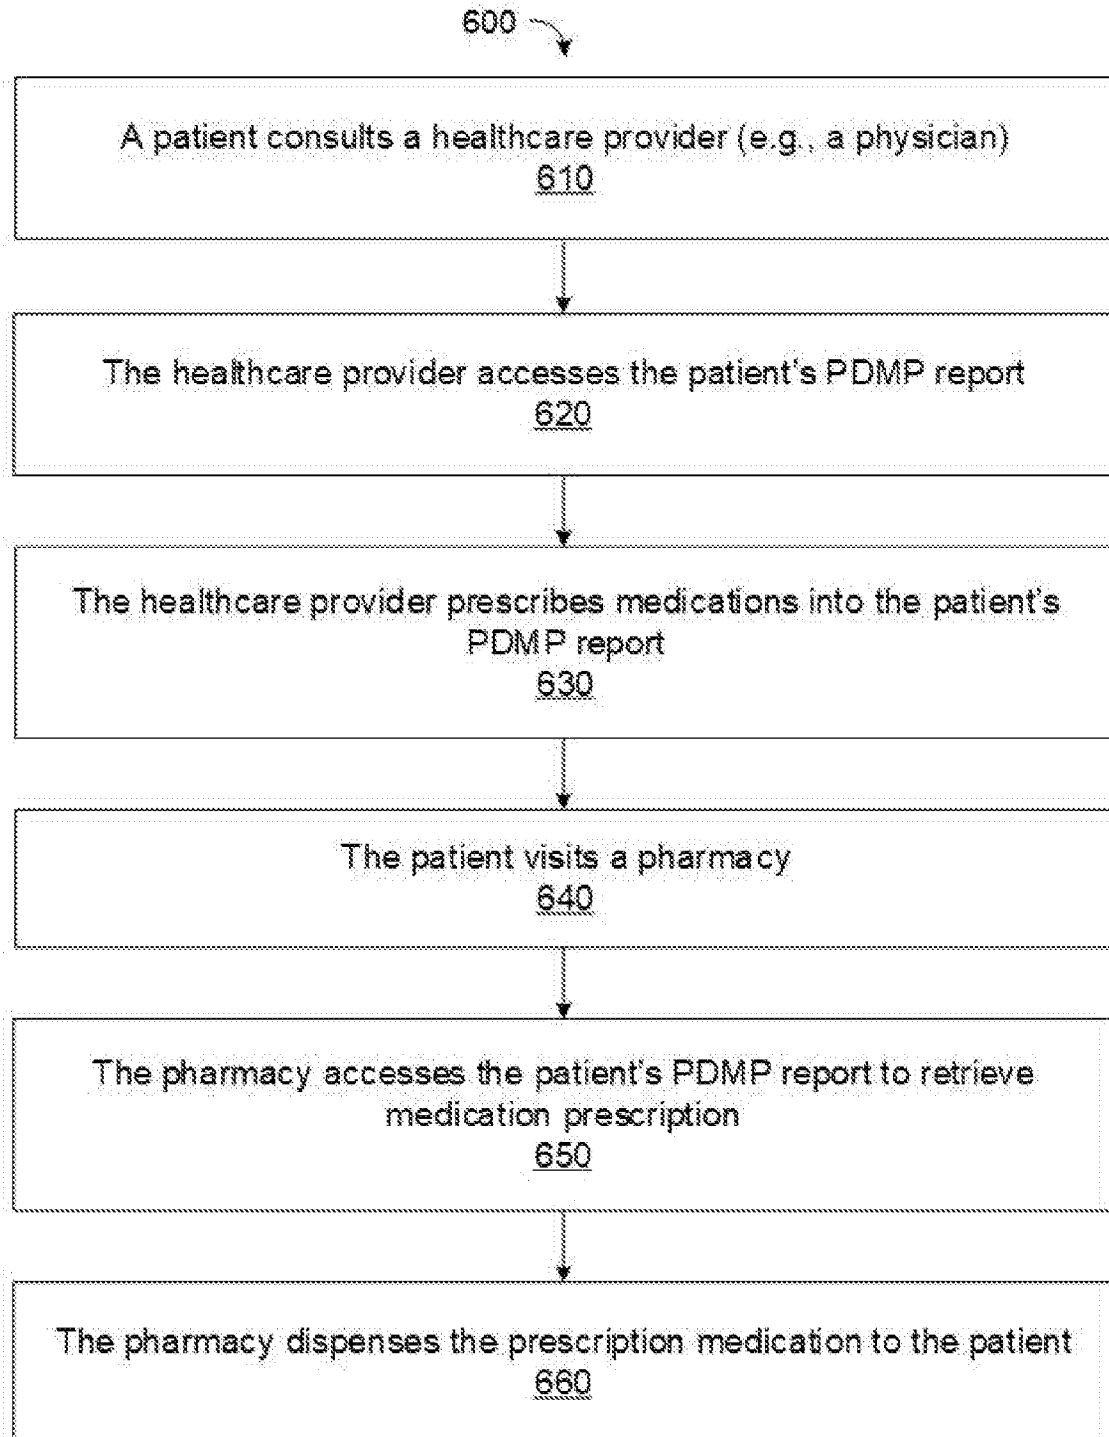 600
A patient consults a healthcare provider (e.g., a physician)
610
The healthcare provider accesses the patient's PDMP report
620
The healthcare provider prescribes medications into the patient's
PDMP report
630
The patient visits a pharmacy
640
The pharmacy accesses the patient's PDMP report to retrieve
medication prescription
650
The pharmacy dispenses the prescription medication to the patient
660